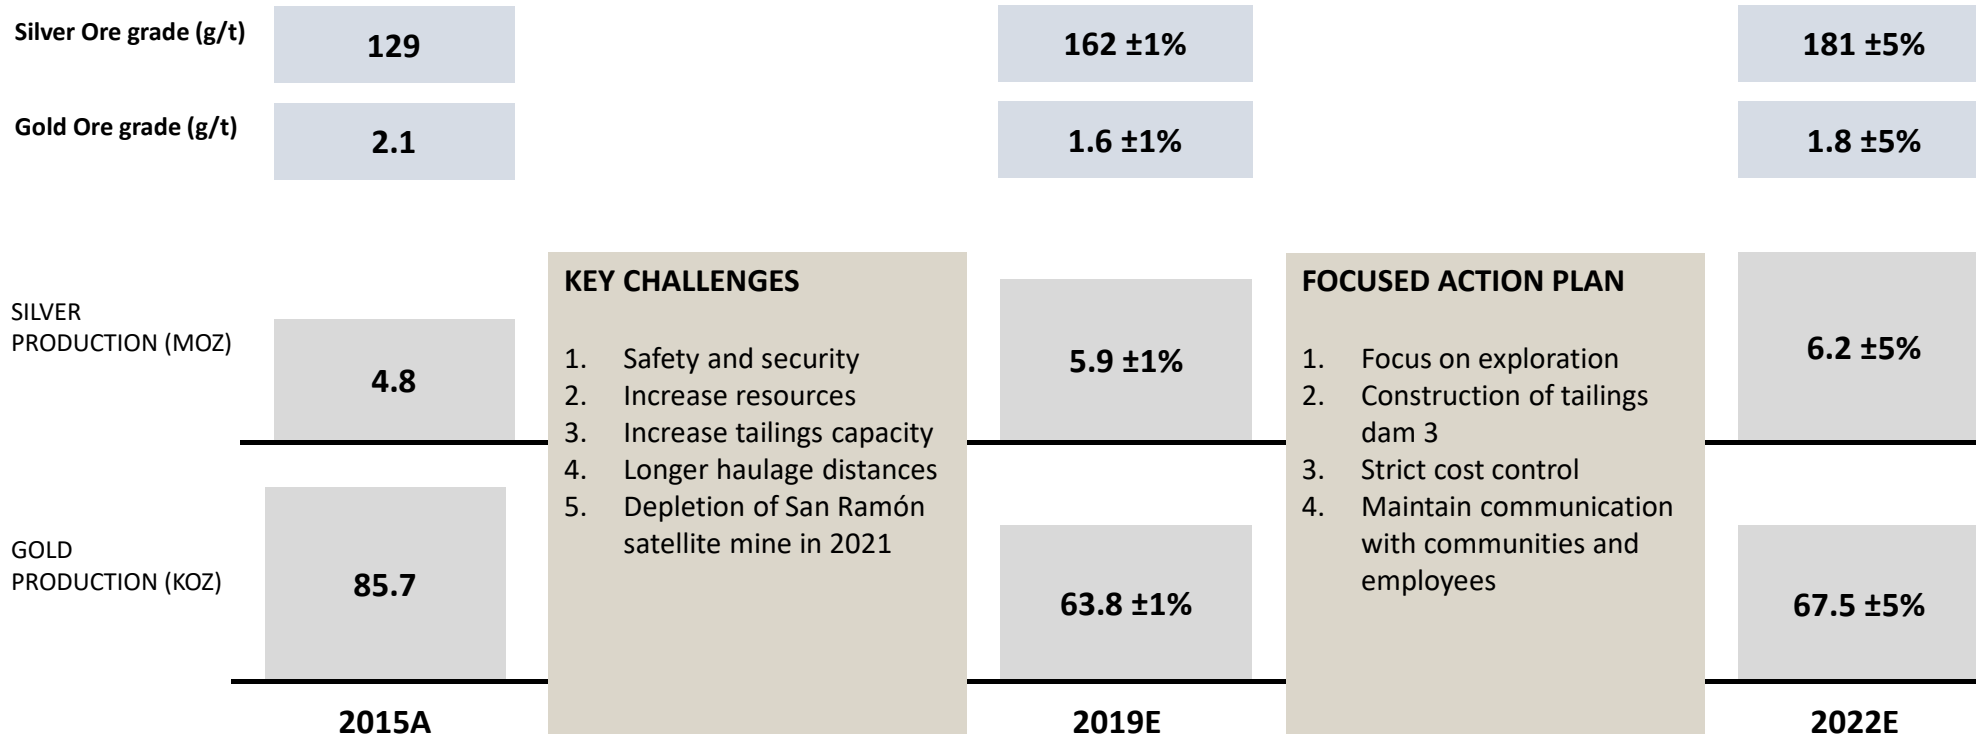 Silver Ore grade (g/t)
129
162 ±1%
181 ±5%
Gold Ore grade (g/t)
2.1
1.6 ±1%
1.8 ±5%
SILVER
PRODUCTION (MOZ)
4.8
KEY CHALLENGES
1. Safety and security
2. Increase resources
3. Increase tailings capacity
4. Longer haulage distances
5. Depletion of San Ramón
satellite mine in 2021
5.9 ±1%
FOCUSED ACTION PLAN
1. Focus on exploration
2. Construction of tailings
dam 3
3. Strict cost control
4. Maintain communication
with communities and
employees
6.2 ±5%
GOLD
PRODUCTION (KOZ)
85.7
63.8 ±1%
67.5 ±5%
2015A
2019E
2022E